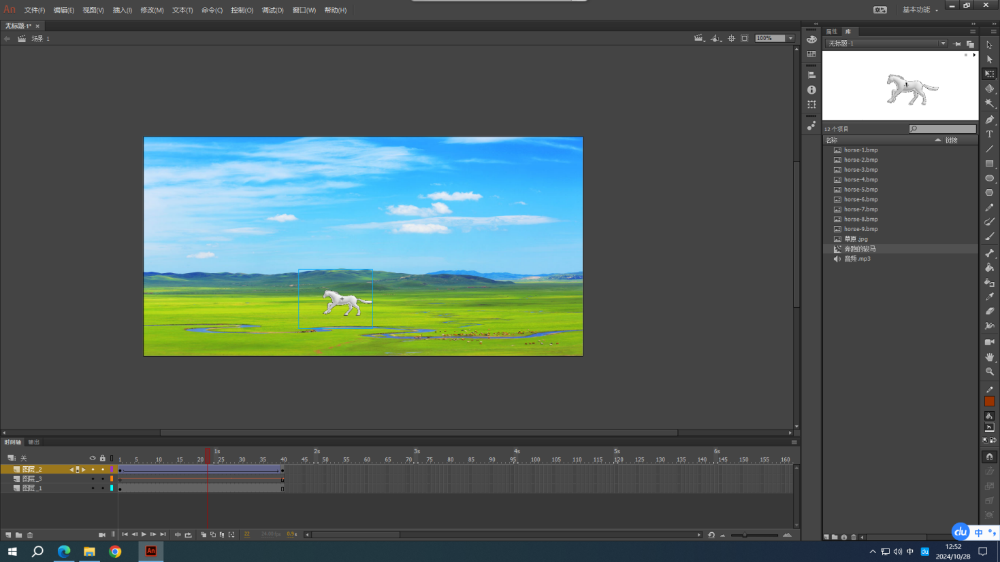 An 文件(F) 编辑(E) 视图(V) 插入(I) 修改(M) 文本(T) 命令(C) 控制(O) 调试(D) 窗口(W) 帮助(H) 基本功能
无标题-1* ×
场景 1 100%
属性 库
无标题-1
12 个项目
名称 链接
horse-1.bmp
horse-2.bmp
horse-3.bmp
horse-4.bmp
horse-5.bmp
horse-6.bmp
horse-7.bmp
horse-8.bmp
horse-9.bmp
草原.jpg
奔跑的骏马
音频.mp3
时间轴 输出
关 1s 2s 3s 4s 5s 6s
1 5 10 15 20 25 30 35 40 45 50 55 60 65 70 75 80 85 90 95 100 105 110 115 120 125 130 135 140 145 150 155 160
图层_2
图层_3
图层_1
22 24.00 fps 0.9 s
du 中
An 中 du 12:52
2024/10/28